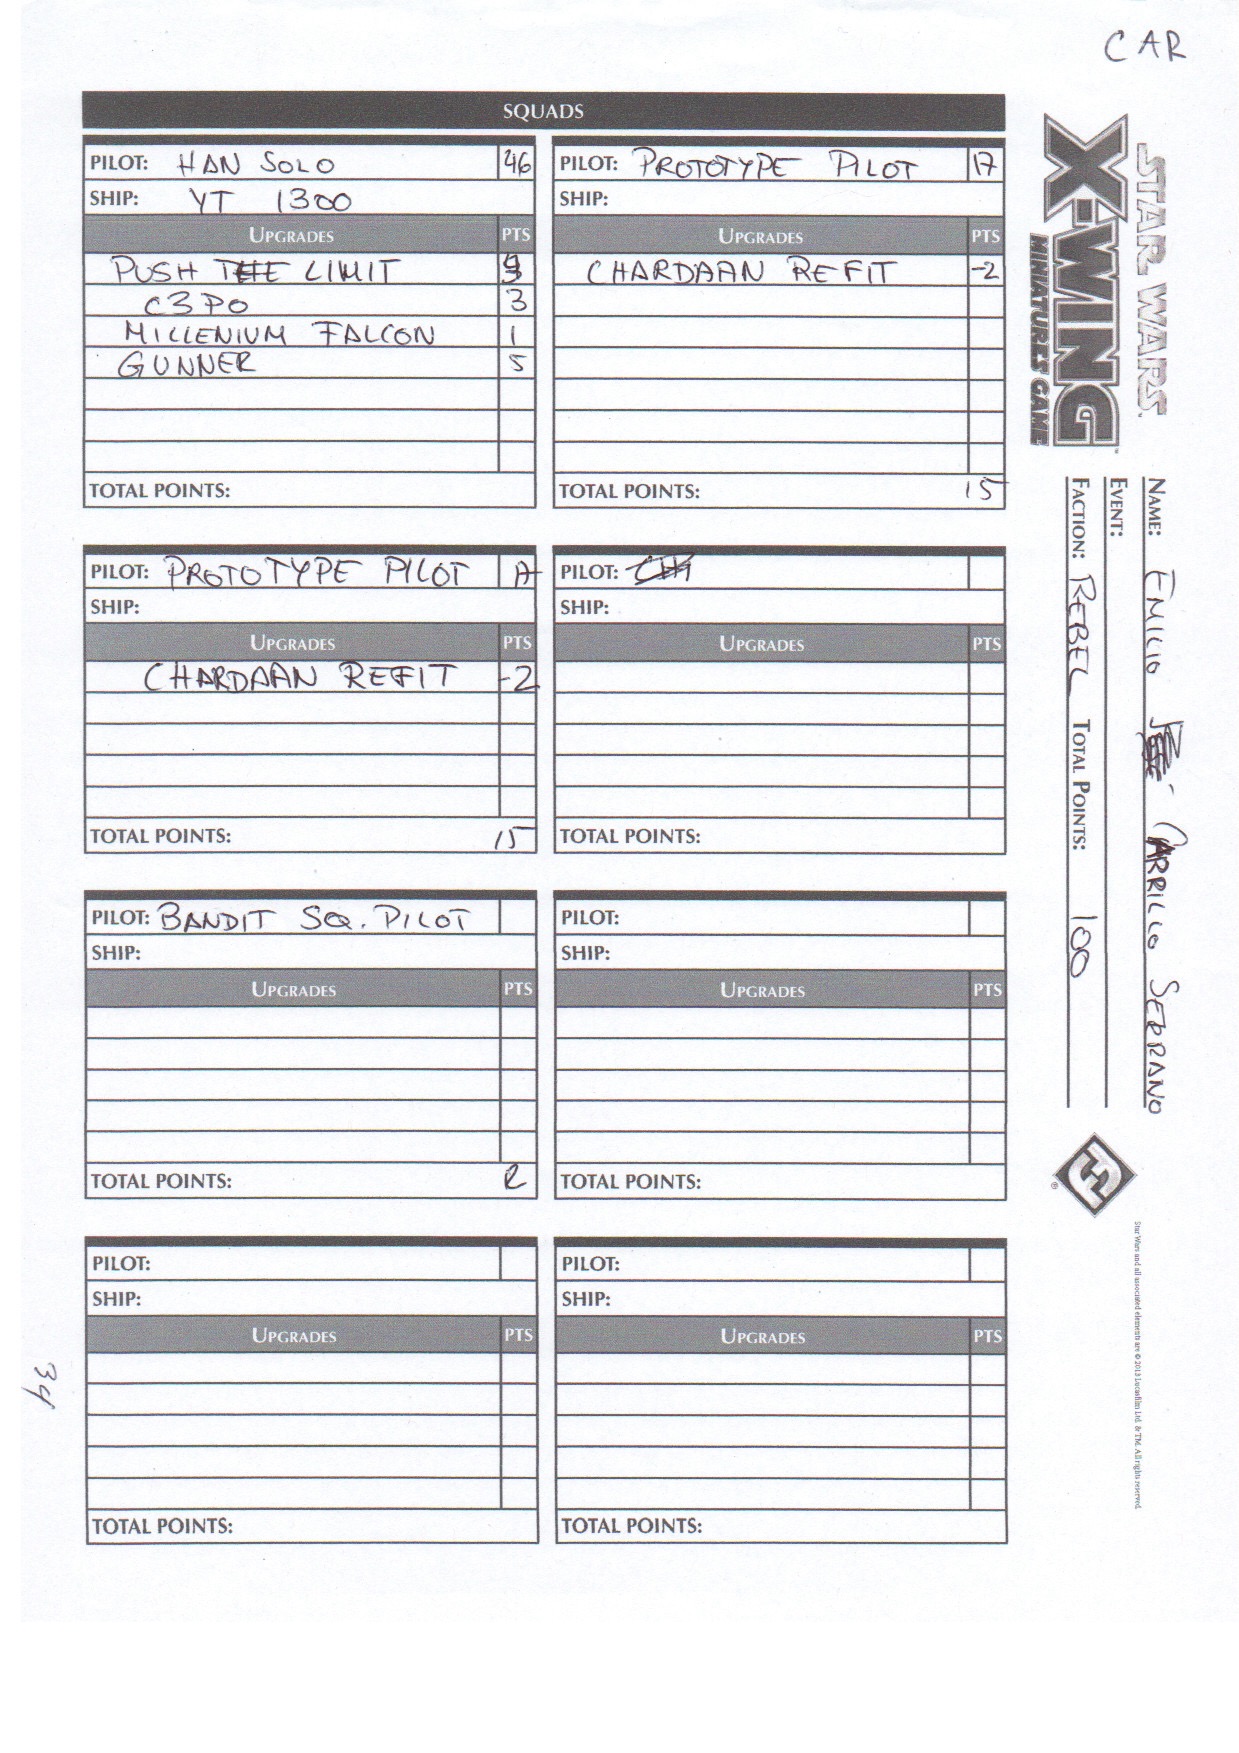 CAR
SQUADS
PILOT: HAN SOLO 46
SHIP: YT 1300
UPGRADES PTS
PUSH THE LIMIT
C3PO 3
MILLENIUM FALCON 1
GUNNER 5
TOTAL POINTS:
PILOT: PROTOTYPE PILOT 17
SHIP:
UPGRADES PTS
CHARDAAN REFIT -2
TOTAL POINTS: 15
PILOT: PROTOTYPE PILOT 17
SHIP:
UPGRADES PTS
CHARDAAN REFIT -2
TOTAL POINTS: 15
PILOT:
SHIP:
UPGRADES PTS
TOTAL POINTS:
PILOT: BANDIT SQ. PILOT
SHIP:
UPGRADES PTS
TOTAL POINTS:
PILOT:
SHIP:
UPGRADES PTS
TOTAL POINTS:
PILOT:
SHIP:
UPGRADES PTS
TOTAL POINTS:
PILOT:
SHIP:
UPGRADES PTS
TOTAL POINTS:
STAR WARS
X-WING
MINIATURES GAME
NAME: EMILIO CARRILLO SERRANO
EVENT:
FACTION: REBEL TOTAL POINTS: 100
Star Wars and all associated elements are © 2013 Lucasfilm Ltd. & TM. All rights reserved.
34